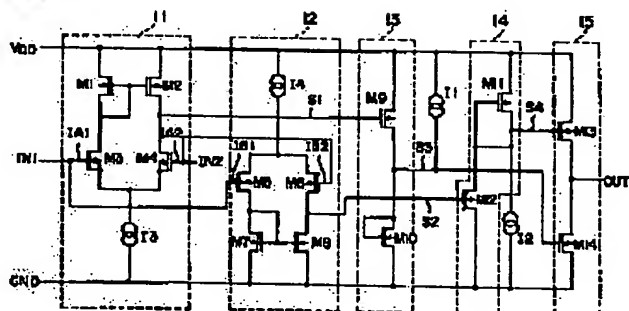 11 12 13 14 15
VDD
M1 M2 I4 M9 I1 M11
S1 S4
IA1 IA2 M13
IN1 M3 M4 IN2 IB1 IB2 S3
M5 M6 M12 OUT
I3 S2 I2
M7 M8 M10 M14
GND